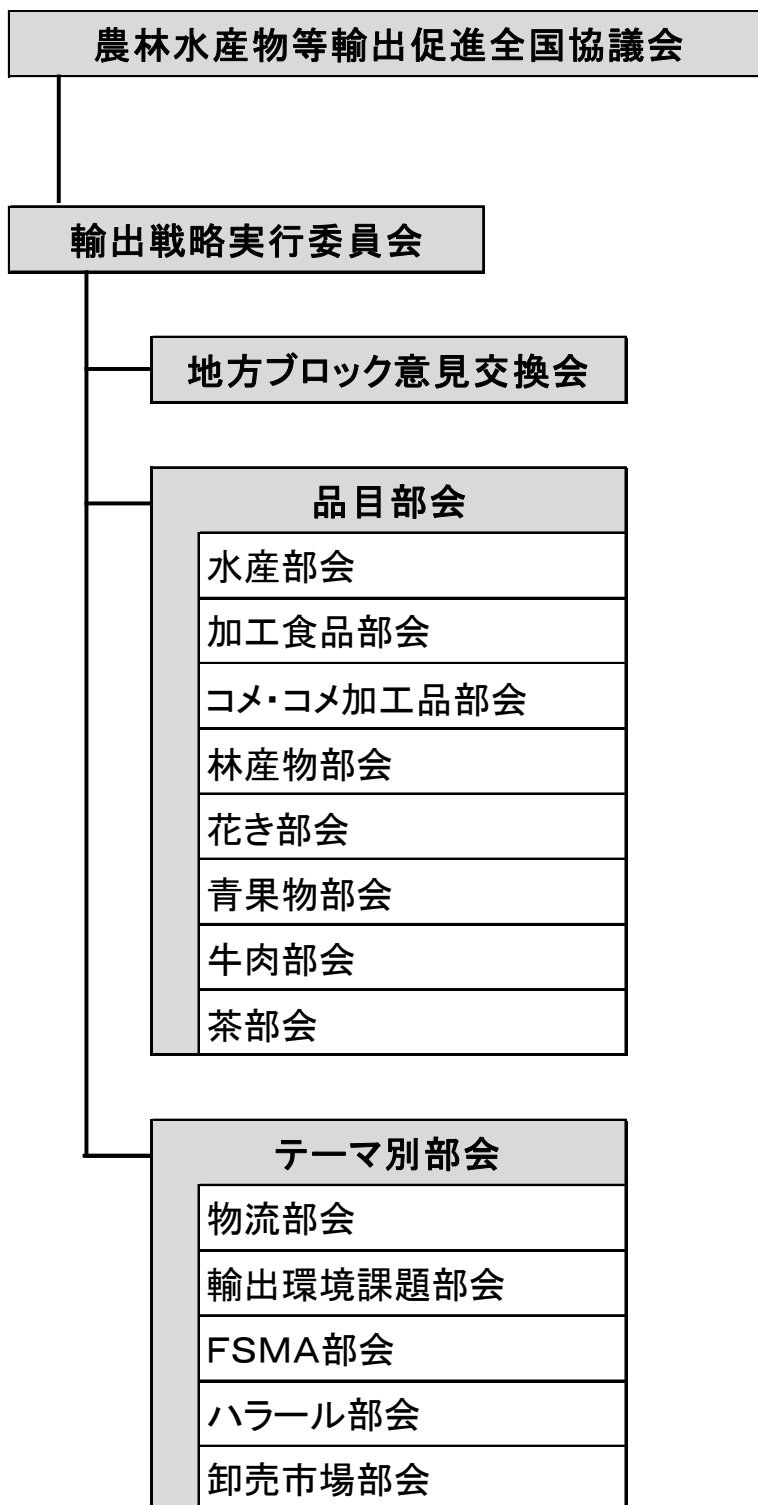 農林水産物等輸出促進全国協議会
輸出戦略実行委員会
地方ブロック意見交換会
品目部会
水産部会
加工食品部会
コメ・コメ加工品部会
林産物部会
花き部会
青果物部会
牛肉部会
茶部会
テーマ別部会
物流部会
輸出環境課題部会
FSMA部会
ハラール部会
卸売市場部会